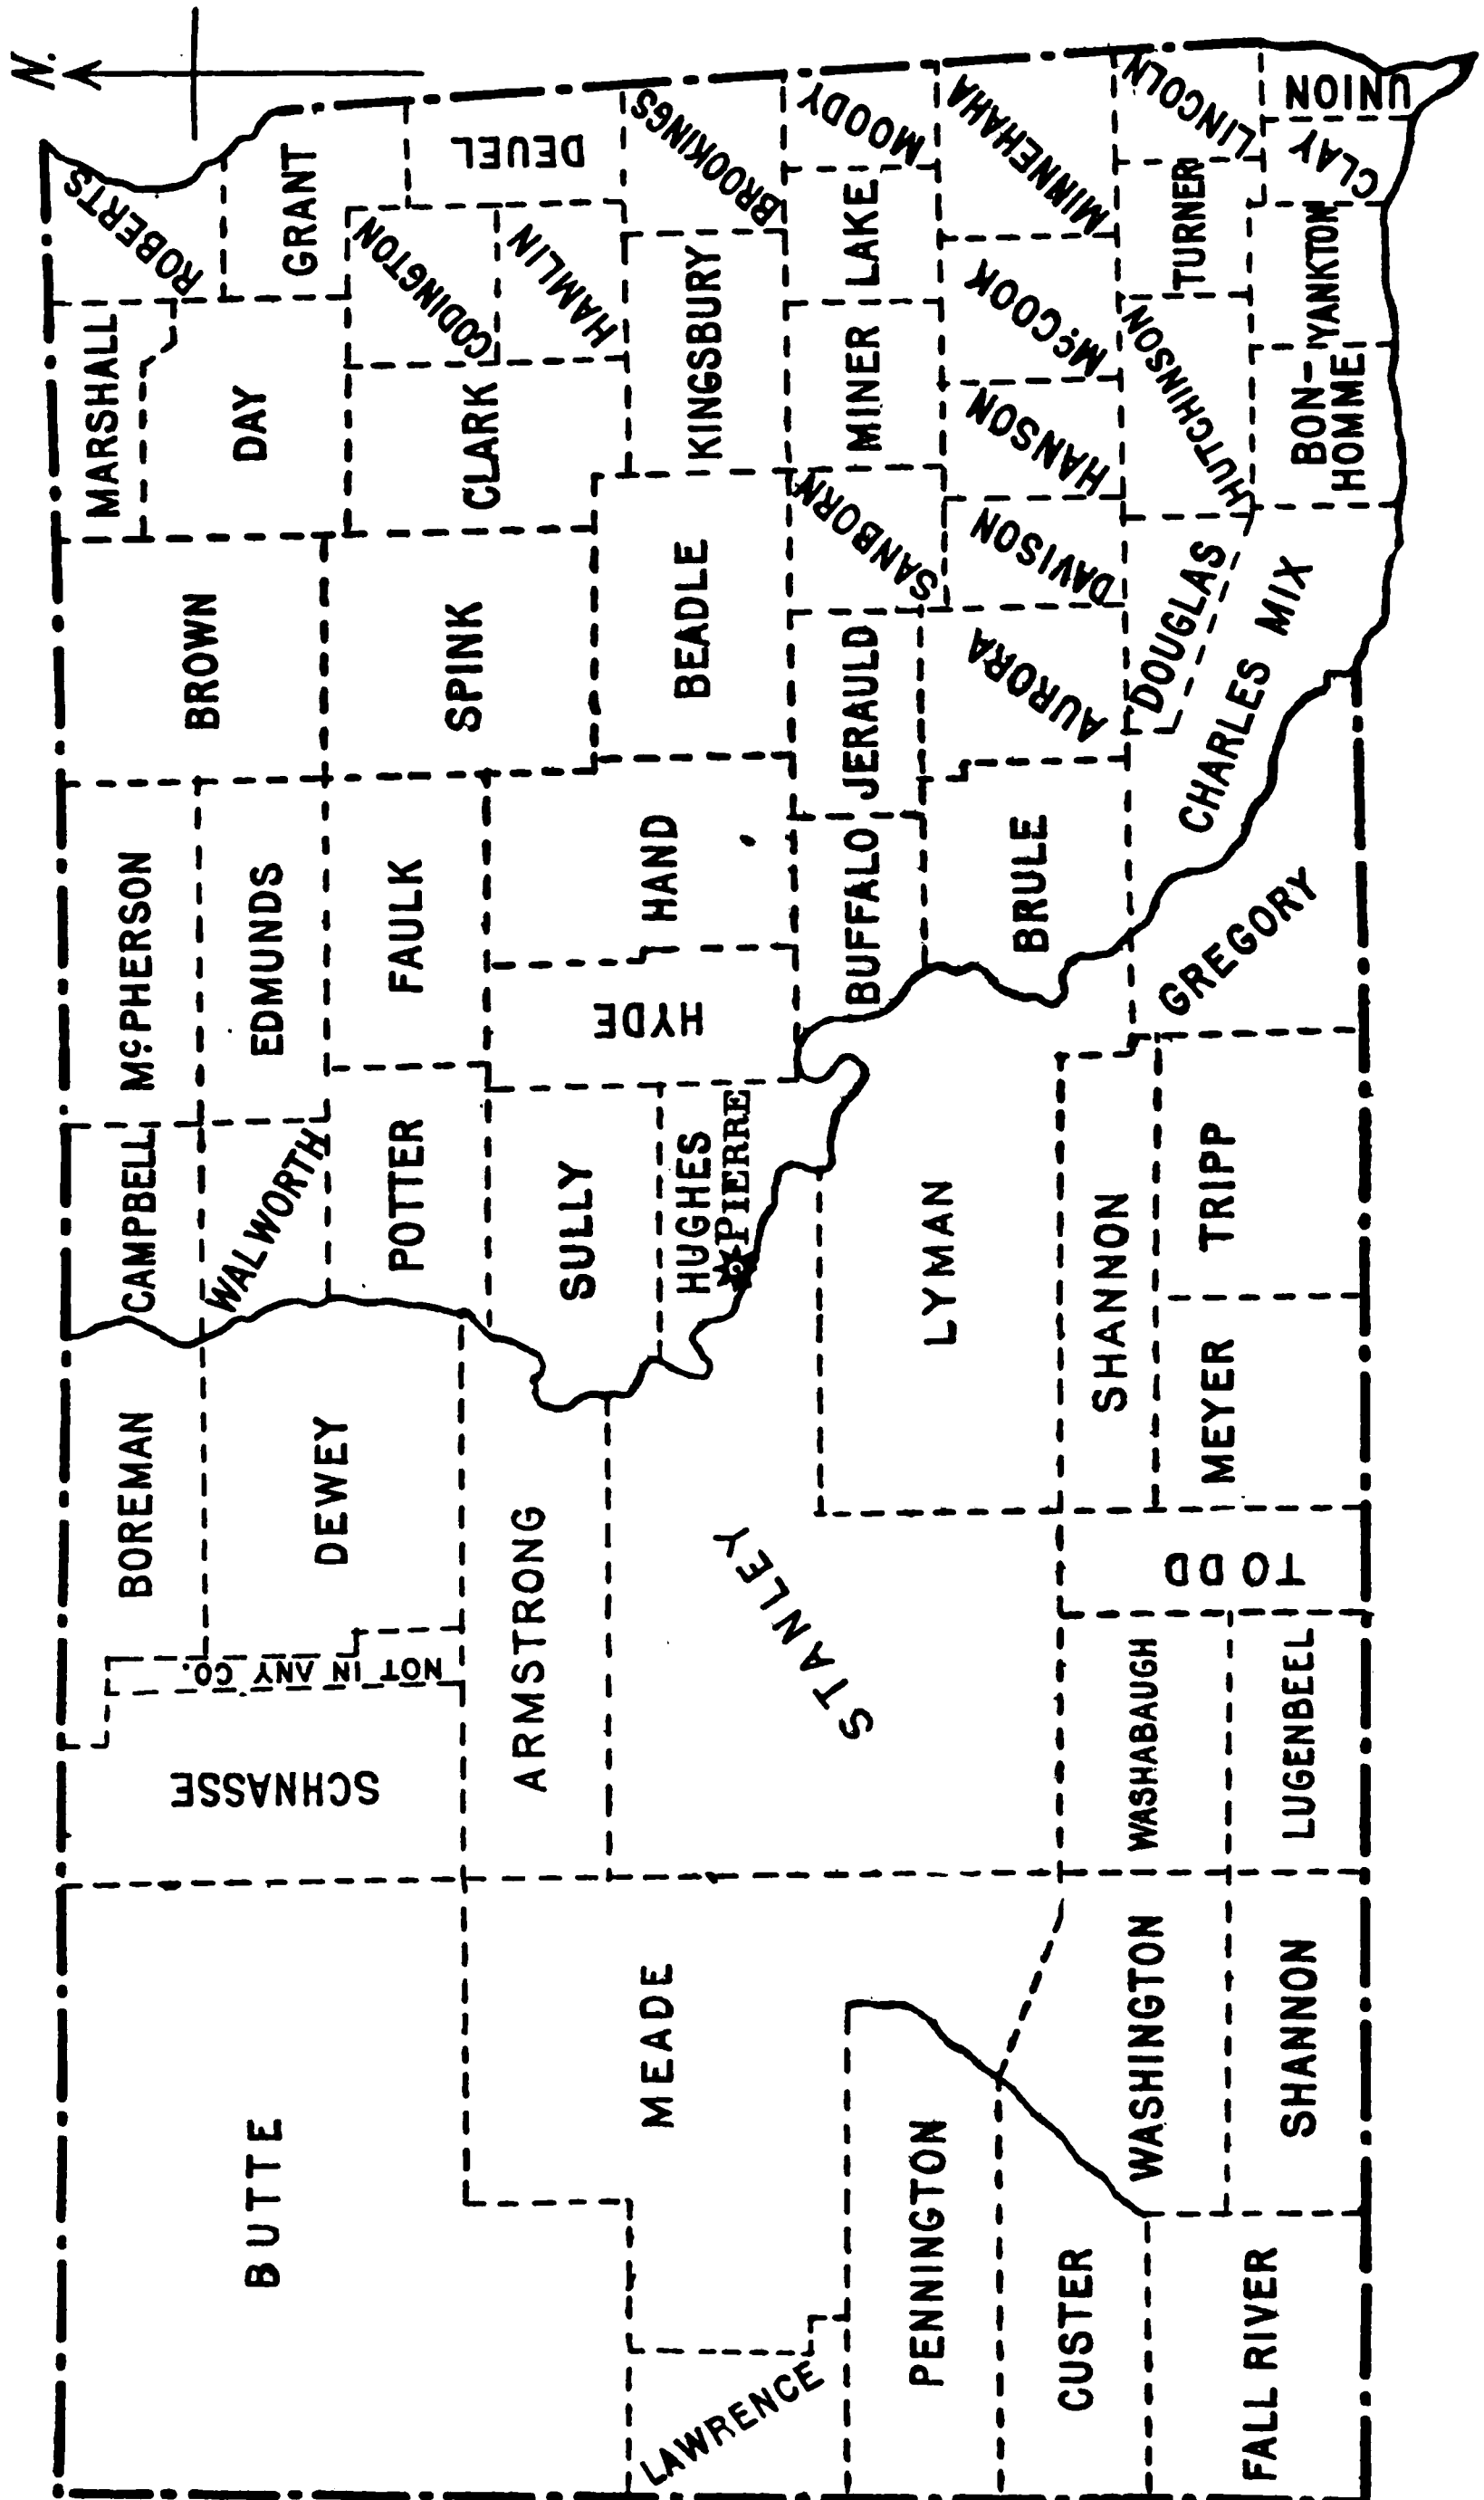 N.
BUTTE
SCHNASSE
NOT IN ANY CO.
BOREMAN
CAMPBELL
McPHERSON
BROWN
MARSHALL
ROBERTS
DEWEY
WALWORTH
EDMUNDS
DAY
GRANT
ARMSTRONG
POTTER
FAULK
SPINK
CLARK
CODINGTON
DEUEL
HAMLIN
LAWRENCE
MEADE
STANLEY
SULLY
HYDE
HAND
BEADLE
KINGSBURY
BROOKINGS
HUGHES
PIERRE
PENNINGTON
LYMAN
BUFFALO
JERAULD
SANBORN
MINER
LAKE
MOODY
CUSTER
BRULE
AURORA
DAVISON
HANSON
McCOOK
MINNEHAHA
FALL RIVER
WASHINGTON
WASHABAUGH
SHANNON
TODD
SHANNON
LUGENBEEL
MEYER
TRIPP
GREGORY
CHARLES MIX
DOUGLAS
HUTCHINSON
TURNER
LINCOLN
BON-
HOMME
YANKTON
CLAY
UNION